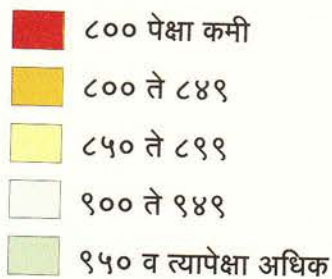 ८०० पेक्षा कमी
८०० ते ८४९
८५० ते ८९९
९०० ते ९४९
९५० व त्यापेक्षा अधिक